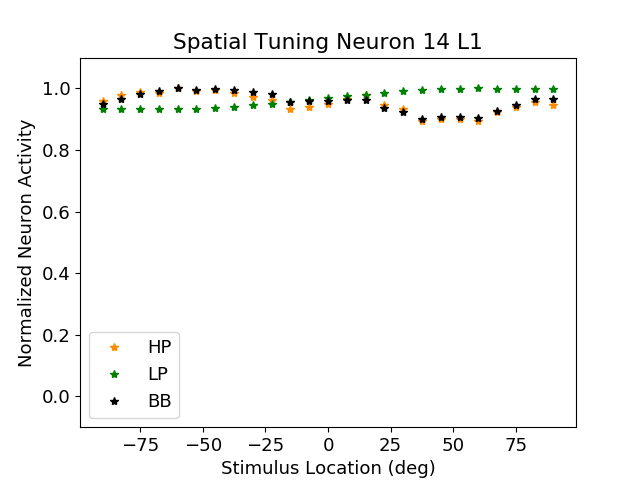 Spatial Tuning Neuron 14 L1
Normalized Neuron Activity
1.0
0.8
0.6
0.4
0.2
0.0
HP
LP
BB
−75 −50 −25 0 25 50 75
Stimulus Location (deg)